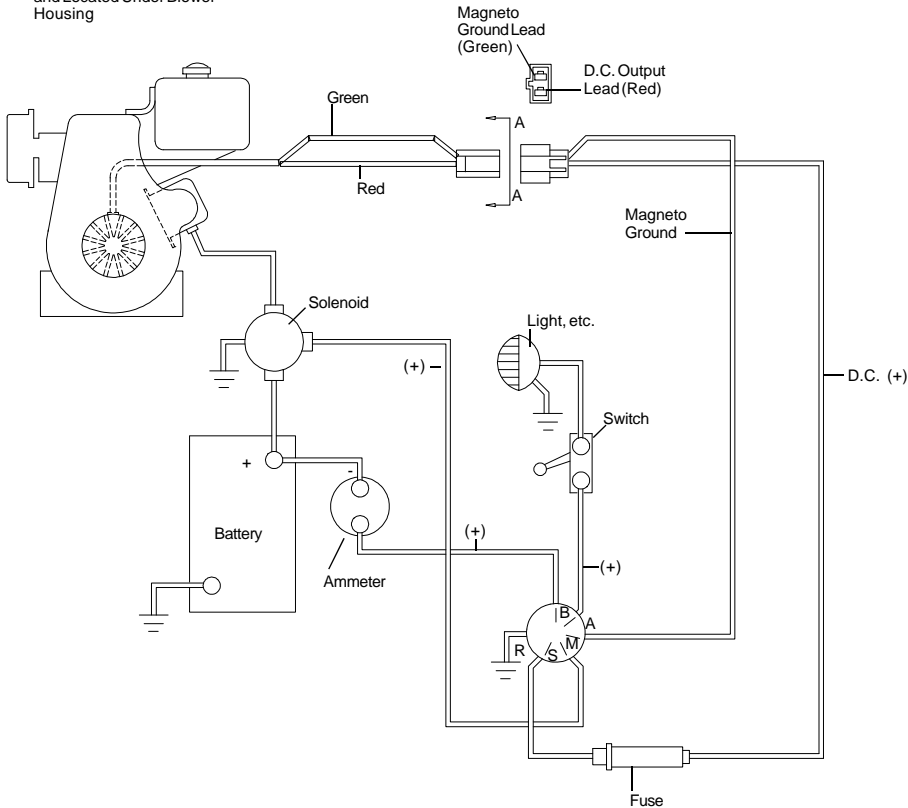 and Located Under Blower
Housing
Magneto
Ground Lead
(Green)
D.C. Output
Lead (Red)
Green
A
Red
A
Magneto
Ground
Solenoid
Light, etc.
(+)
D.C. (+)
Switch
+
-
Battery
(+)
Ammeter
(+)
B
A
M
R
S
Fuse